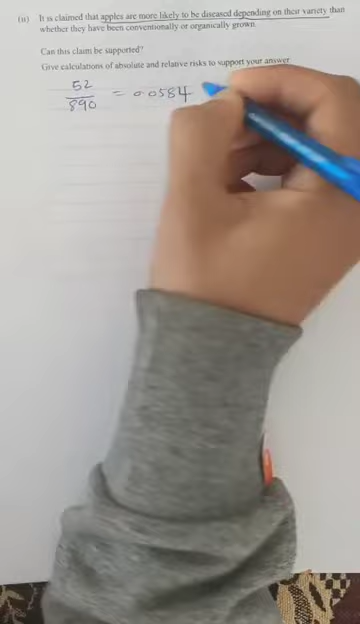 (ii) It is claimed that apples are more likely to be diseased depending on their variety than
whether they have been conventionally or organically grown.
Can this claim be supported?
Give calculations of absolute and relative risks to support your answer.
52
890
= 0.0584